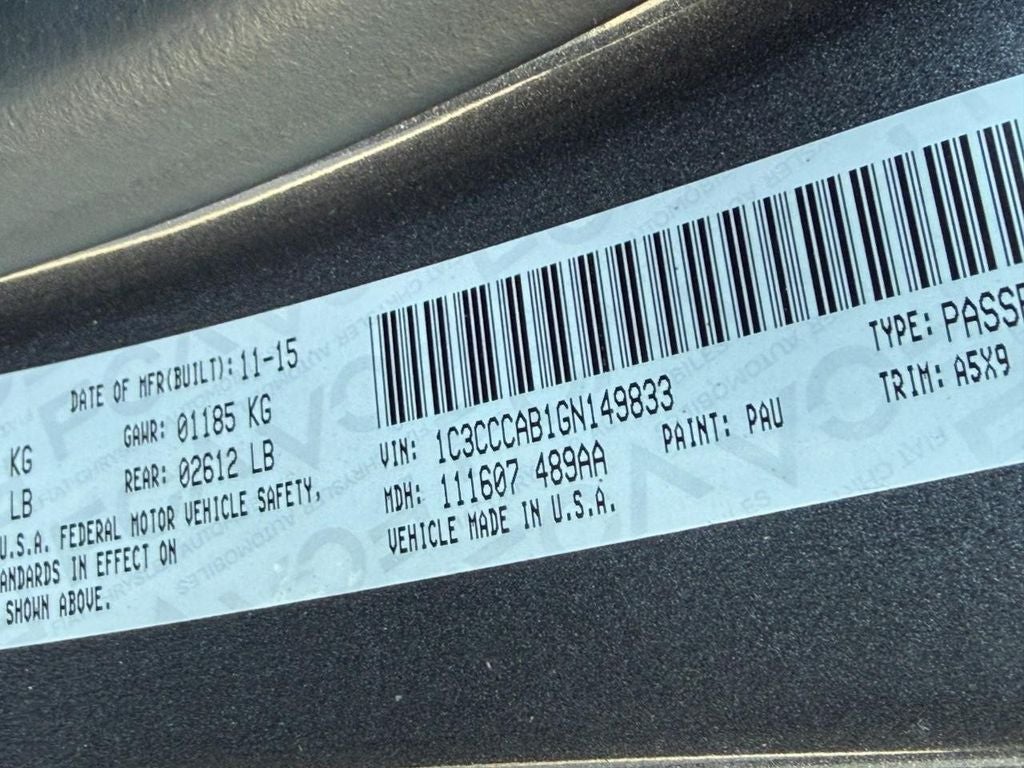 DATE OF MFR(BUILT): 11-15
KG GAWR: 01185 KG
LB REAR: 02612 LB
U.S.A. FEDERAL MOTOR VEHICLE SAFETY,
ANDARDS IN EFFECT ON
SHOWN ABOVE.
VIN: 1C3CCCAB1GN149833
TYPE: PASSE
MDH: 111607 489AA
PAINT: PAU
TRIM: A5X9
VEHICLE MADE IN U.S.A.